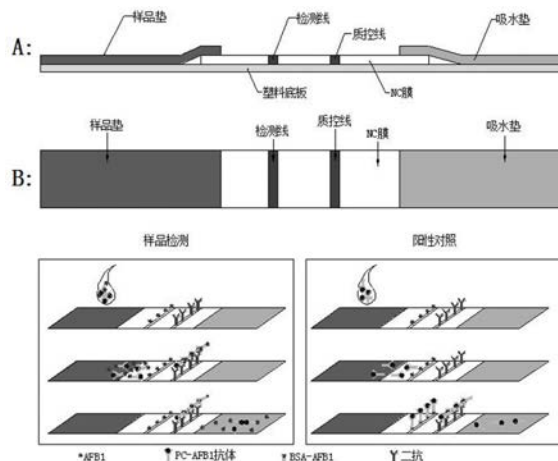 A:
样品垫
检测线
质控线
吸水垫
塑料底板
NC膜
B:
样品垫
检测线
质控线
NC膜
吸水垫
样品检测
阳性对照
*AFB1
PC-AFB1抗体
BSA-AFB1
二抗